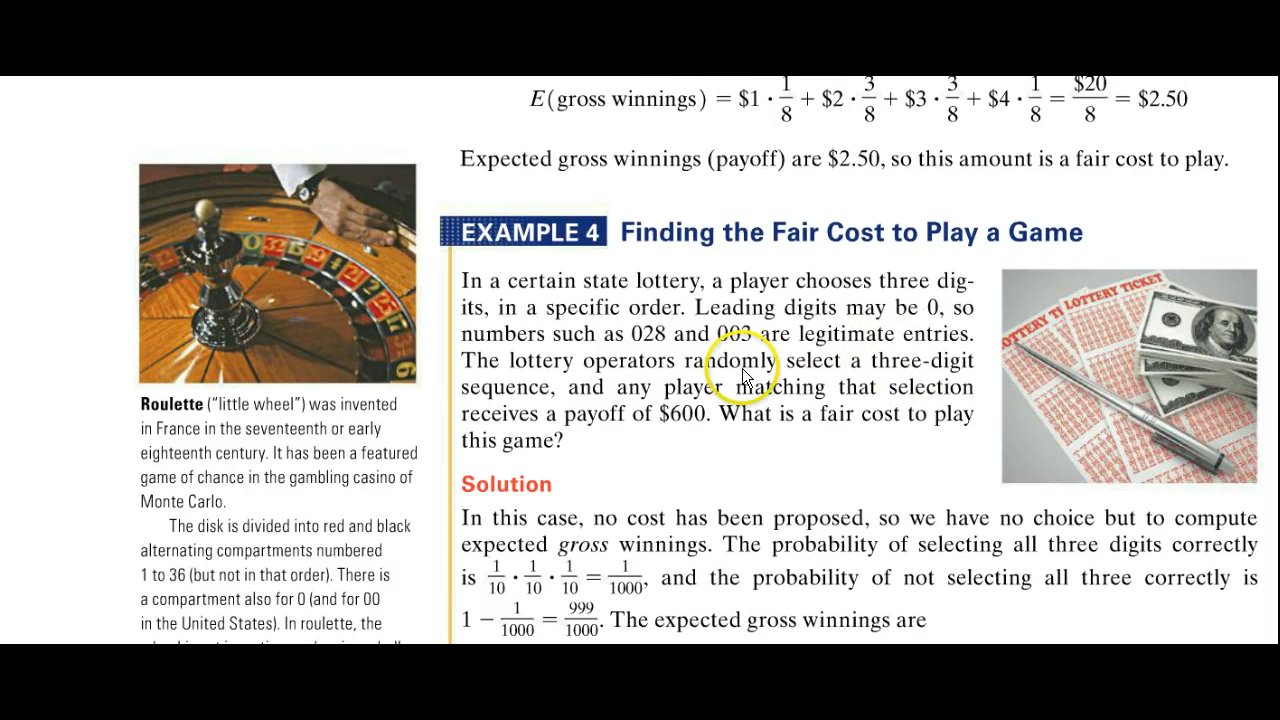 E(gross winnings) = $1 · 1/8 + $2 · 3/8 + $3 · 3/8 + $4 · 1/8 = $20/8 = $2.50
Expected gross winnings (payoff) are $2.50, so this amount is a fair cost to play.
EXAMPLE 4 Finding the Fair Cost to Play a Game
In a certain state lottery, a player chooses three dig-
its, in a specific order. Leading digits may be 0, so
numbers such as 028 and 003 are legitimate entries.
The lottery operators randomly select a three-digit
sequence, and any player matching that selection
receives a payoff of $600. What is a fair cost to play
this game?
LOTTERY TICKET
Solution
In this case, no cost has been proposed, so we have no choice but to compute
expected gross winnings. The probability of selecting all three digits correctly
is 1/10 · 1/10 · 1/10 = 1/1000, and the probability of not selecting all three correctly is
1 − 1/1000 = 999/1000. The expected gross winnings are
Roulette (“little wheel”) was invented
in France in the seventeenth or early
eighteenth century. It has been a featured
game of chance in the gambling casino of
Monte Carlo.
The disk is divided into red and black
alternating compartments numbered
1 to 36 (but not in that order). There is
a compartment also for 0 (and for 00
in the United States). In roulette, the